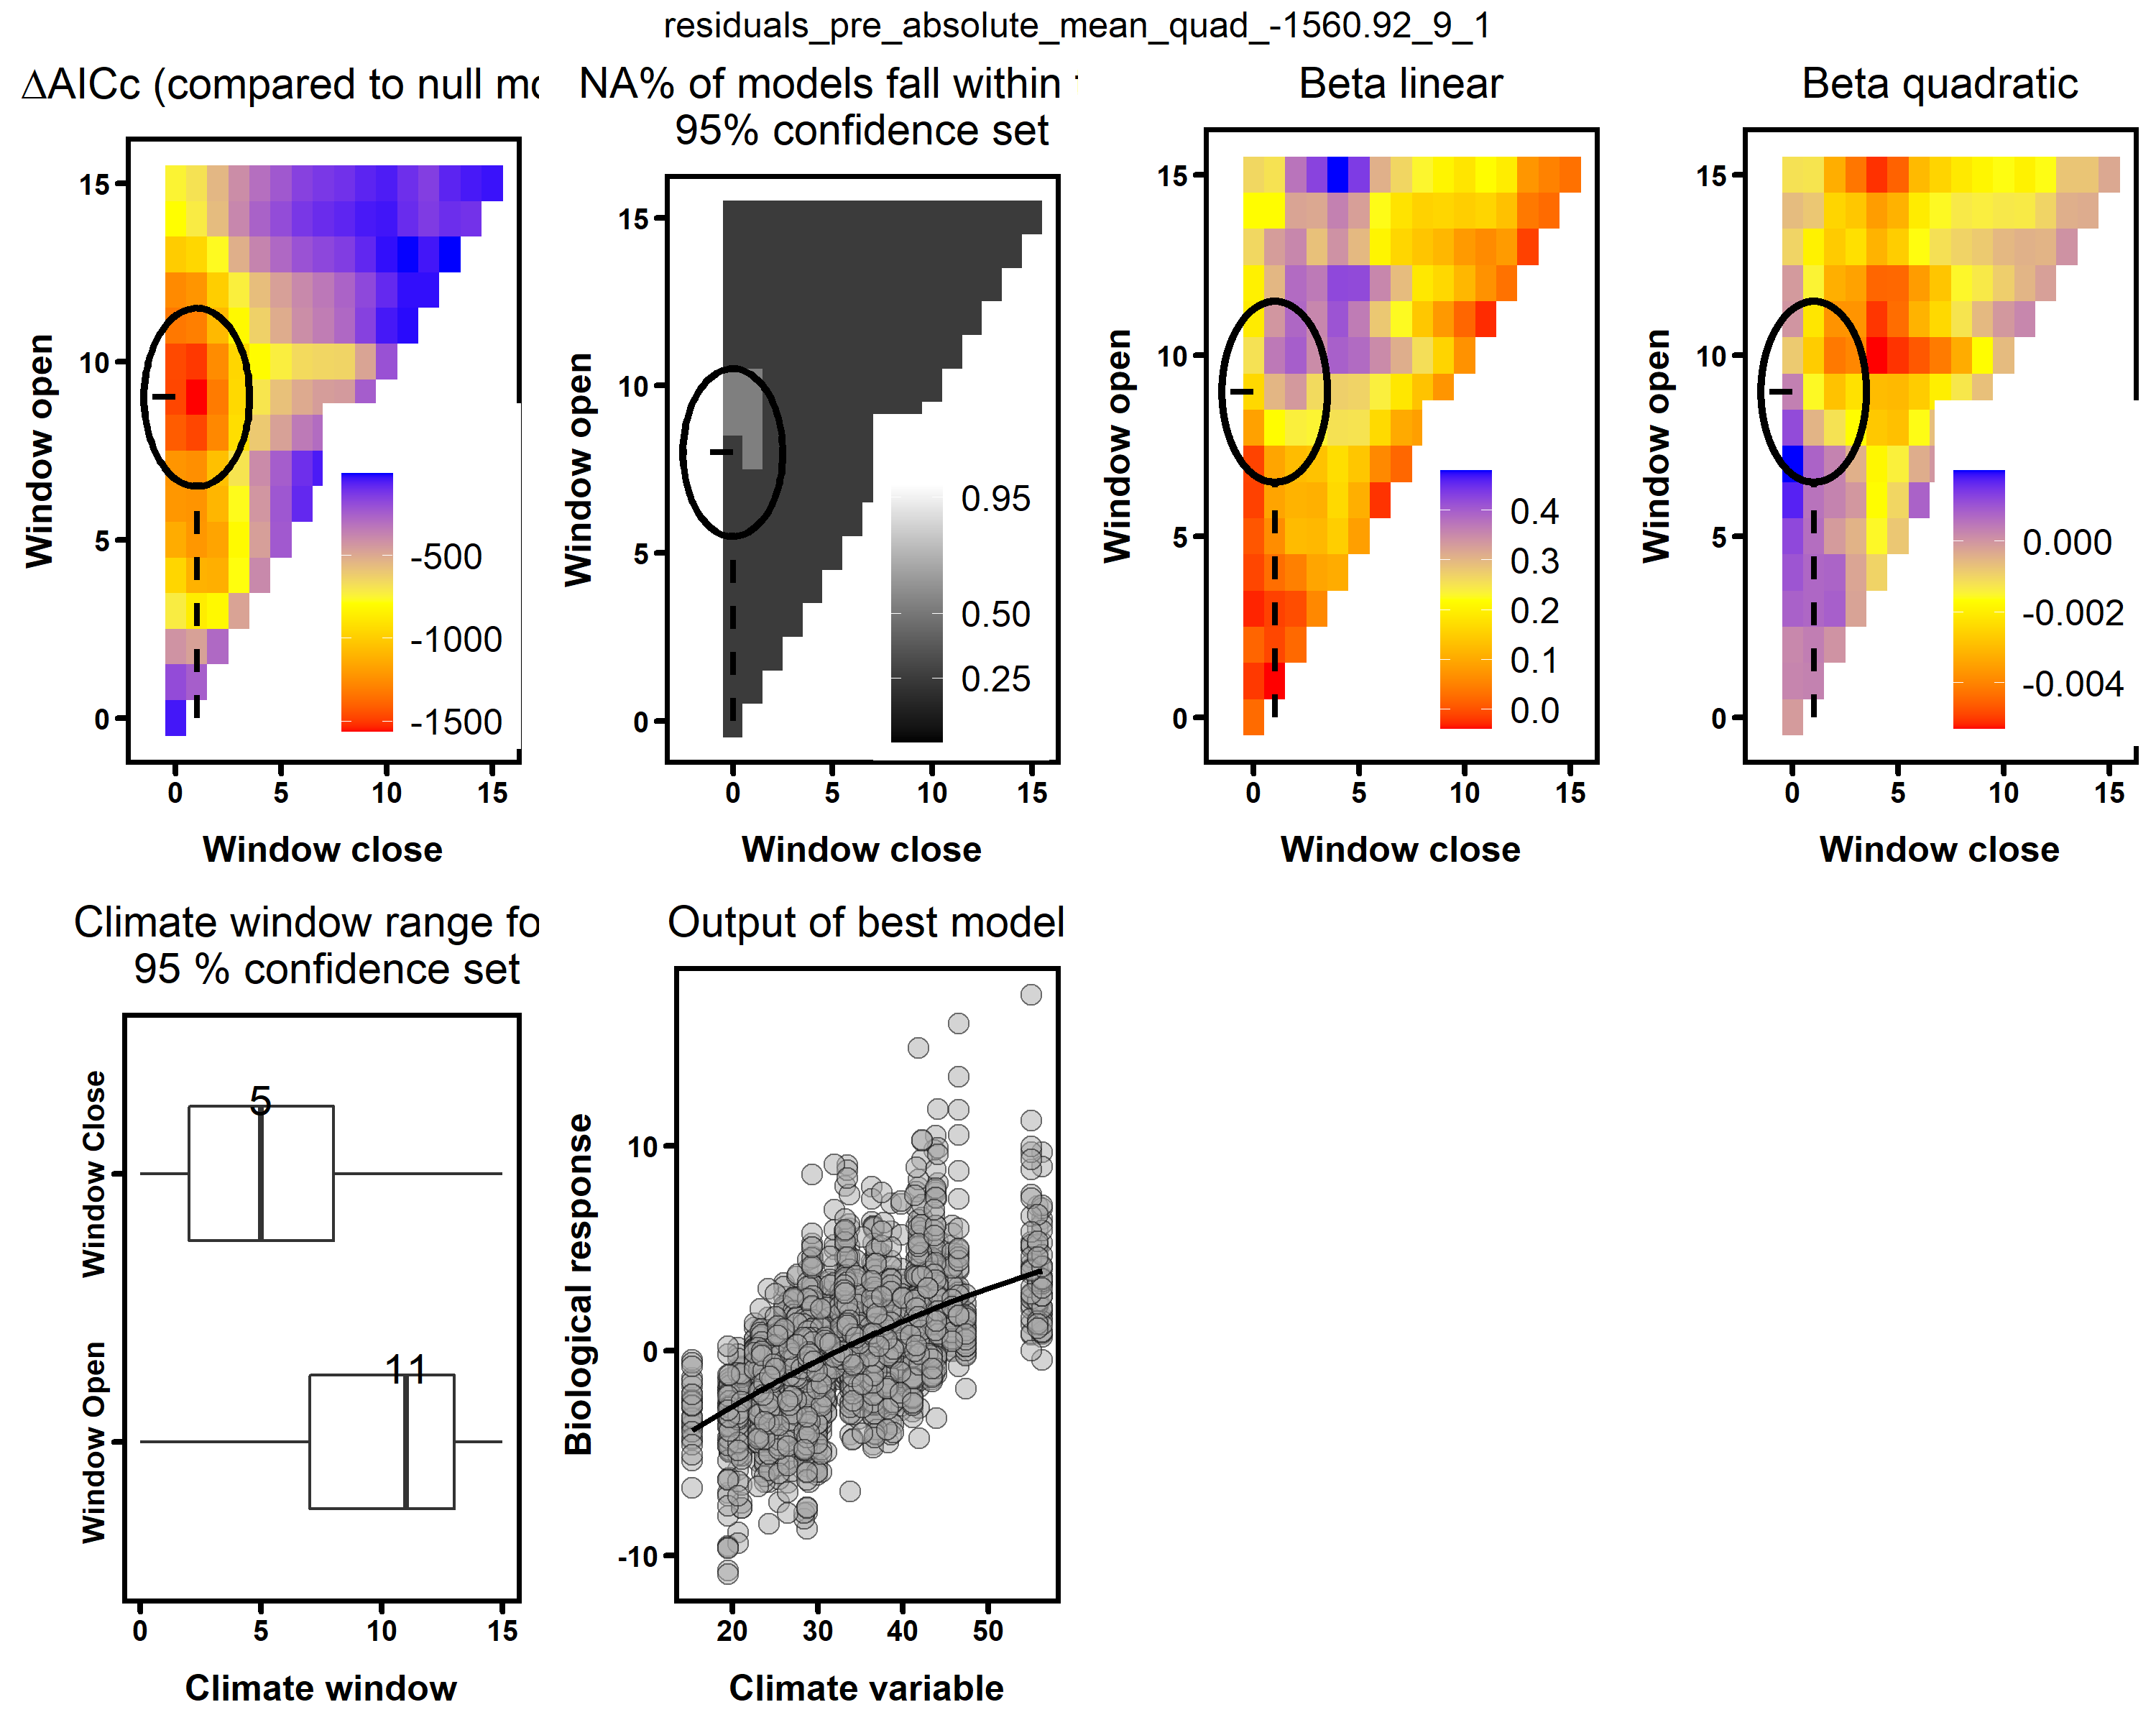 residuals_pre_absolute_mean_quad_-1560.92_9_1
ΔAICc (compared to null mo
15
10
5
0
Window open
-500
-1000
-1500
0 5 10 15
Window close
NA% of models fall within
95% confidence set
15
10
5
0
Window open
0.95
0.50
0.25
0 5 10 15
Window close
Beta linear
15
10
5
0
Window open
0.4
0.3
0.2
0.1
0.0
0 5 10 15
Window close
Beta quadratic
15
10
5
0
Window open
0.000
-0.002
-0.004
0 5 10 15
Window close
Climate window range fo
95 % confidence set
Window Close
5
Window Open
11
0 5 10 15
Climate window
Output of best model
Biological response
10
0
-10
20 30 40 50
Climate variable